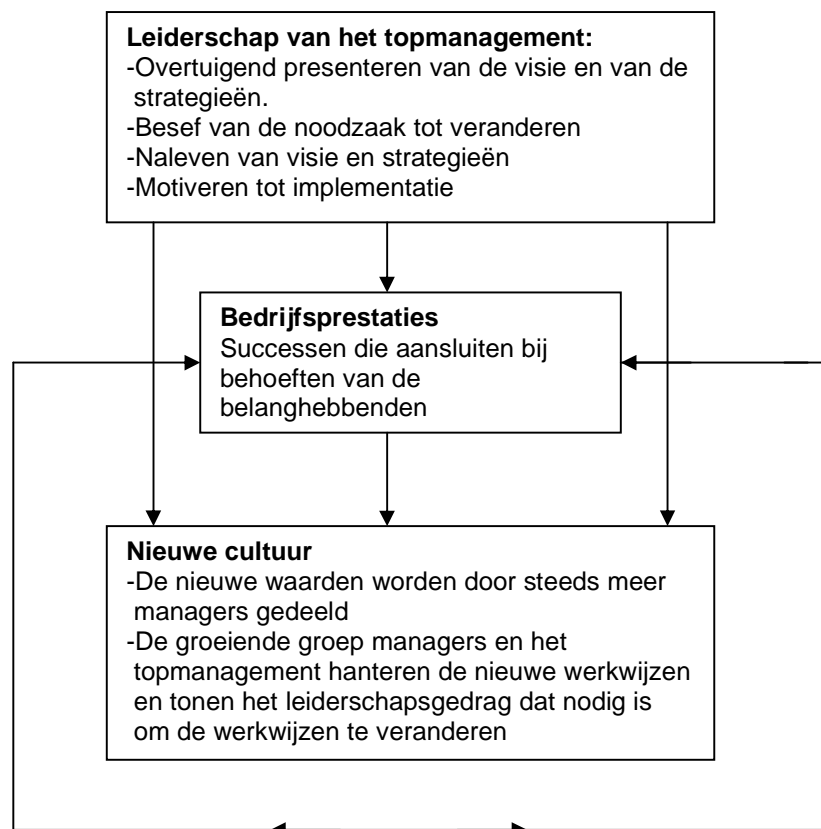 Leiderschap van het topmanagement:
-Overtuigend presenteren van de visie en van de
strategieën.
-Besef van de noodzaak tot veranderen
-Naleven van visie en strategieën
-Motiveren tot implementatie
Bedrijfsprestaties
Successen die aansluiten bij
behoeften van de
belanghebbenden
Nieuwe cultuur
-De nieuwe waarden worden door steeds meer
managers gedeeld
-De groeiende groep managers en het
topmanagement hanteren de nieuwe werkwijzen
en tonen het leiderschapsgedrag dat nodig is
om de werkwijzen te veranderen